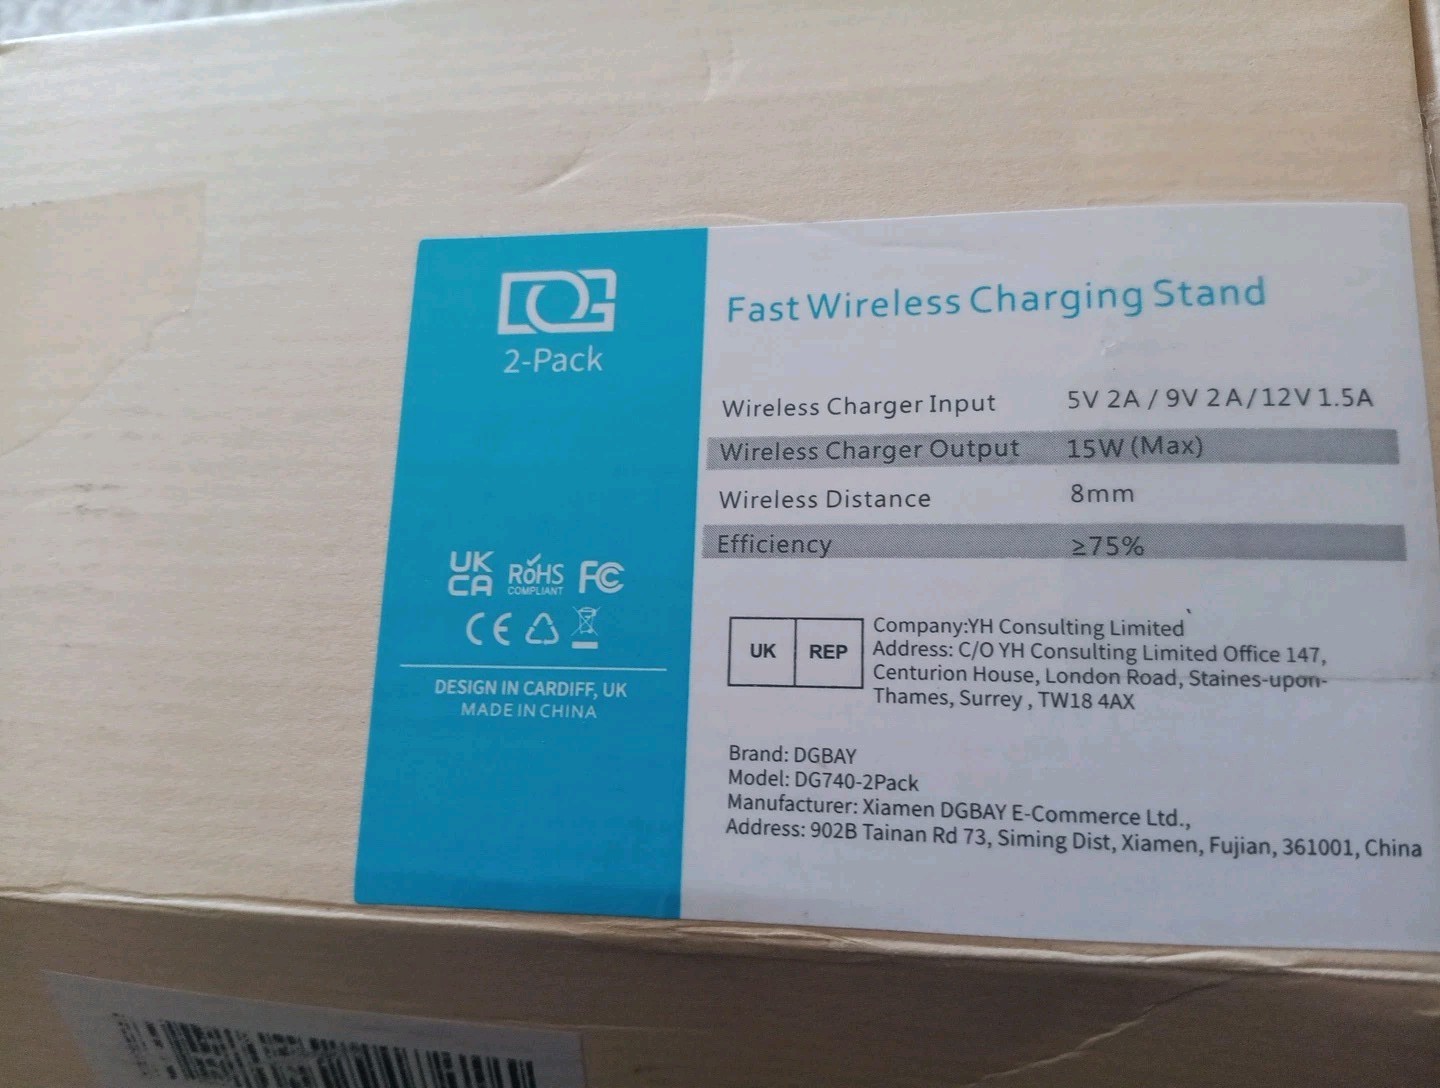 DG
2-Pack
UK
CA
RoHS
COMPLIANT
FC
CE
DESIGN IN CARDIFF, UK
MADE IN CHINA
Fast Wireless Charging Stand
Wireless Charger Input 5V 2A / 9V 2A/12V 1.5A
Wireless Charger Output 15W (Max)
Wireless Distance 8mm
Efficiency ≥75%
UK REP
Company:YH Consulting Limited
Address: C/O YH Consulting Limited Office 147,
Centurion House, London Road, Staines-upon-
Thames, Surrey , TW18 4AX
Brand: DGBAY
Model: DG740-2Pack
Manufacturer: Xiamen DGBAY E-Commerce Ltd.,
Address: 902B Tainan Rd 73, Siming Dist, Xiamen, Fujian, 361001, China